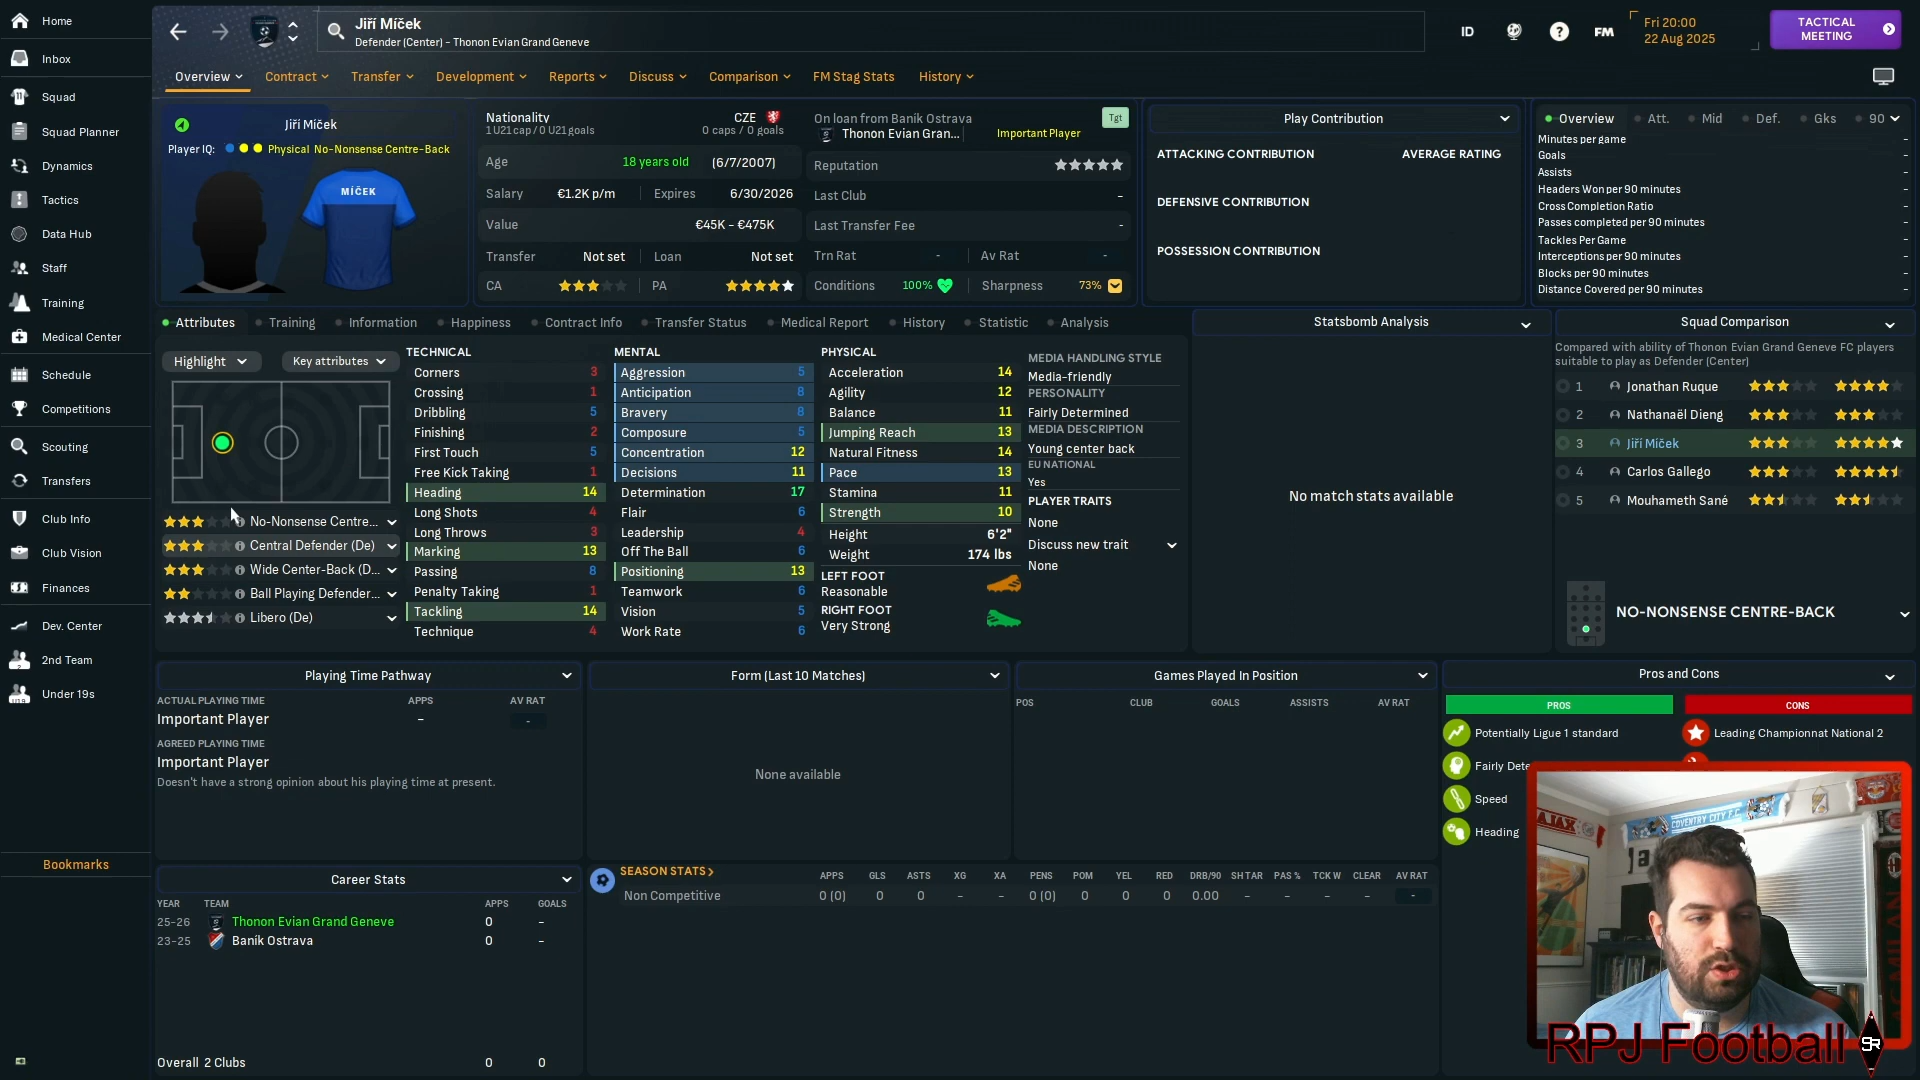 Home
Inbox
Squad
Squad Planner
Dynamics
Tactics
Data Hub
Staff
Training
Medical Center
Schedule
Competitions
Scouting
Transfers
Club Info
Club Vision
Finances
Dev. Center
2nd Team
Under 19s
Bookmarks
Jiří Míček
Defender (Center) - Thonon Evian Grand Geneve
ID
FM
Fri 20:00
22 Aug 2025
TACTICAL
MEETING
Overview Contract Transfer Development Reports Discuss Comparison FM Stag Stats History
Jiří Míček
Player IQ: Physical No-Nonsense Centre-Back
MÍČEK
Nationality CZE
1 U21 cap / 0 U21 goals 0 caps / 0 goals
Age 18 years old (6/7/2007)
Salary €1.2K p/m Expires 6/30/2026
Value €45K - €475K
Transfer Not set Loan Not set
CA PA
On loan from Baník Ostrava Tgt
Thonon Evian Gran... Important Player
Reputation
Last Club -
Last Transfer Fee -
Trn Rat - Av Rat -
Conditions 100% Sharpness 73%
Play Contribution
ATTACKING CONTRIBUTION AVERAGE RATING
DEFENSIVE CONTRIBUTION
POSSESSION CONTRIBUTION
Overview Att. Mid Def. Gks 90
Minutes per game -
Goals -
Assists -
Headers Won per 90 minutes -
Cross Completion Ratio -
Passes completed per 90 minutes -
Tackles Per Game -
Interceptions per 90 minutes -
Blocks per 90 minutes -
Distance Covered per 90 minutes -
Attributes Training Information Happiness Contract Info Transfer Status Medical Report History Statistic Analysis
Highlight Key attributes
No-Nonsense Centre...
Central Defender (De)
Wide Center-Back (D...
Ball Playing Defender...
Libero (De)
TECHNICAL
Corners 3
Crossing 1
Dribbling 5
Finishing 2
First Touch 5
Free Kick Taking 1
Heading 14
Long Shots 4
Long Throws 3
Marking 13
Passing 8
Penalty Taking 1
Tackling 14
Technique 4
MENTAL
Aggression 5
Anticipation 8
Bravery 8
Composure 5
Concentration 12
Decisions 11
Determination 17
Flair 6
Leadership 4
Off The Ball 6
Positioning 13
Teamwork 6
Vision 5
Work Rate 6
PHYSICAL
Acceleration 14
Agility 12
Balance 11
Jumping Reach 13
Natural Fitness 14
Pace 13
Stamina 11
Strength 10
Height 6'2"
Weight 174 lbs
LEFT FOOT
Reasonable
RIGHT FOOT
Very Strong
MEDIA HANDLING STYLE
Media-friendly
PERSONALITY
Fairly Determined
MEDIA DESCRIPTION
Young center back
EU NATIONAL
Yes
PLAYER TRAITS
None
Discuss new trait
None
Statsbomb Analysis
No match stats available
Squad Comparison
Compared with ability of Thonon Evian Grand Geneve FC players
suitable to play as Defender (Center)
1 Jonathan Ruque
2 Nathanaël Dieng
3 Jiří Míček
4 Carlos Gallego
5 Mouhameth Sané
NO-NONSENSE CENTRE-BACK
Playing Time Pathway
ACTUAL PLAYING TIME APPS AV RAT
Important Player - -
AGREED PLAYING TIME
Important Player
Doesn't have a strong opinion about his playing time at present.
Form (Last 10 Matches)
None available
Games Played In Position
POS CLUB GOALS ASSISTS AV RAT
Pros and Cons
PROS CONS
Potentially Ligue 1 standard Leading Championnat National 2
Fairly Dete
Speed
Heading
Career Stats
YEAR TEAM APPS GOALS
25-26 Thonon Evian Grand Geneve 0 -
23-25 Baník Ostrava 0 -
Overall 2 Clubs 0 0
SEASON STATS APPS GLS ASTS XG XA PENS POM YEL RED DRB/90 SH TAR PAS % TCK W CLEAR AV RAT
Non Competitive 0 (0) 0 0 - - 0 (0) 0 0 0 0.00 - - - - -
AJAX
COVENTRY CITY F.C
RPJ Football